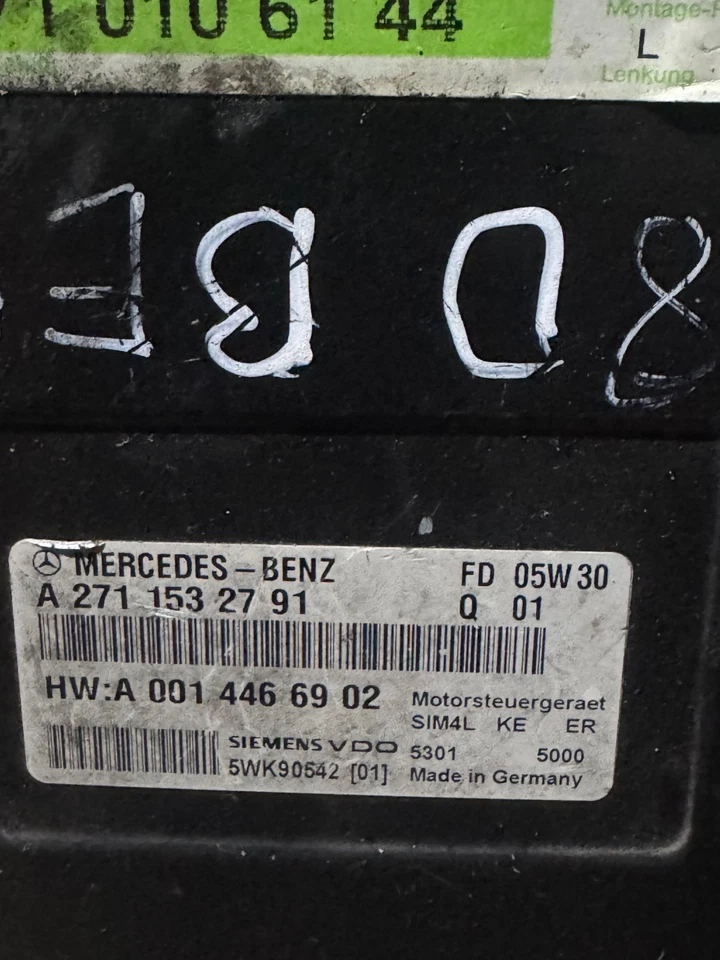 1 010 61 44
Montage-
L
Lenkung
MERCEDES-BENZ
A 271 153 27 91
FD 05W30
Q 01
HW:A 001 446 69 02
Motorsteuergeraet
SIM4L KE ER
SIEMENS VDO
5301 5000
5WK90542 [01]
Made in Germany